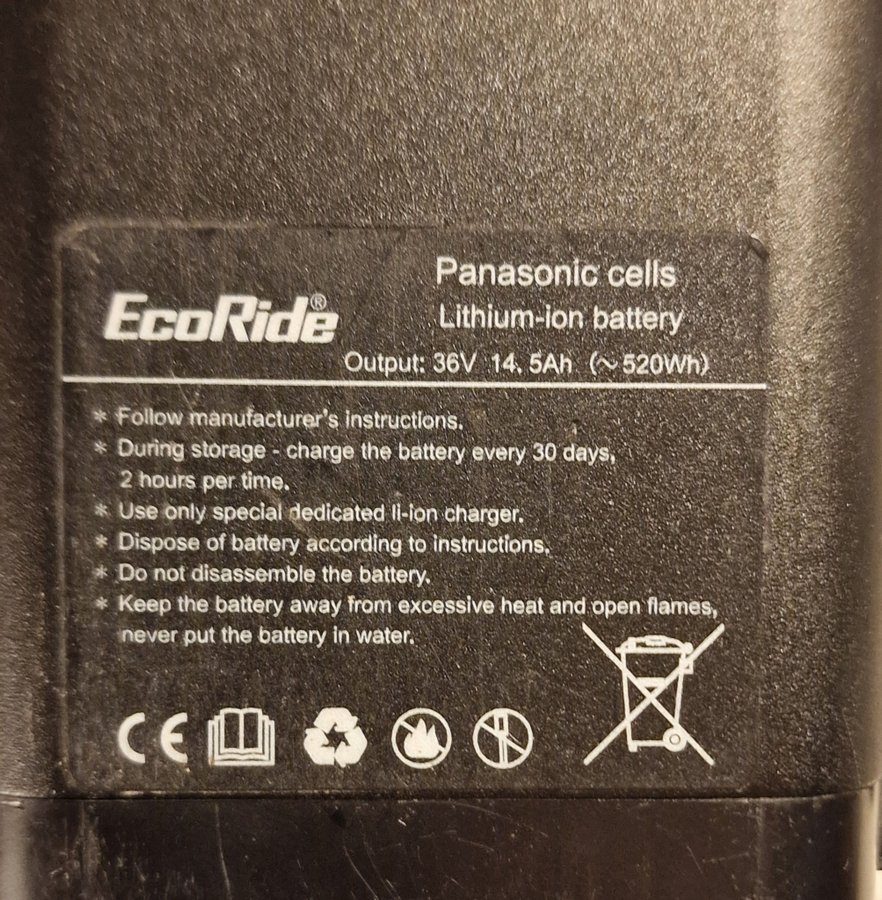 EcoRide®
Panasonic cells
Lithium-ion battery
Output: 36V 14.5Ah (~520Wh)
* Follow manufacturer's instructions.
* During storage - charge the battery every 30 days,
2 hours per time.
* Use only special dedicated li-ion charger.
* Dispose of battery according to instructions.
* Do not disassemble the battery.
* Keep the battery away from excessive heat and open flames,
never put the battery in water.
CE